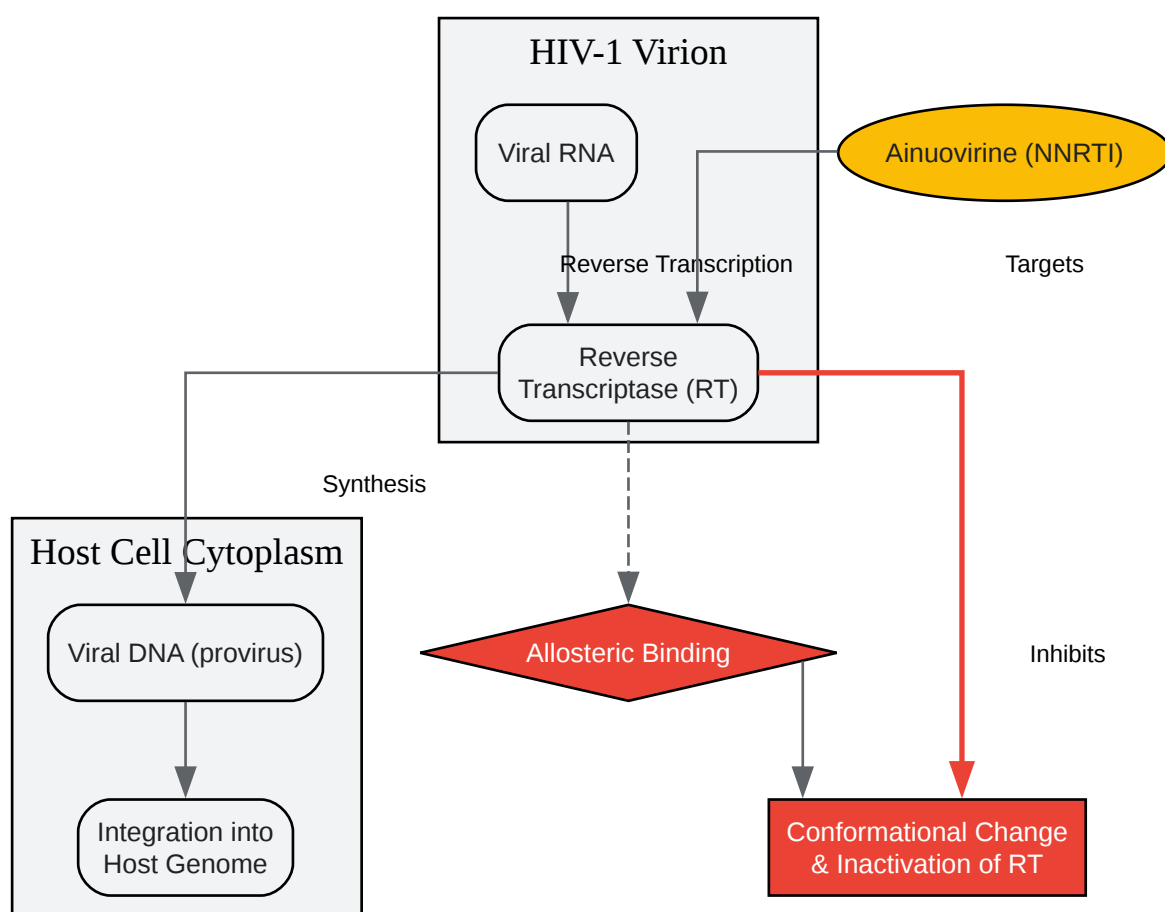 HIV-1 Virion
Viral RNA
Ainuovirine (NNRTI)
Reverse Transcription
Targets
Reverse
Transcriptase (RT)
Synthesis
Host Cell Cytoplasm
Viral DNA (provirus)
Allosteric Binding
Inhibits
Integration into
Host Genome
Conformational Change
& Inactivation of RT